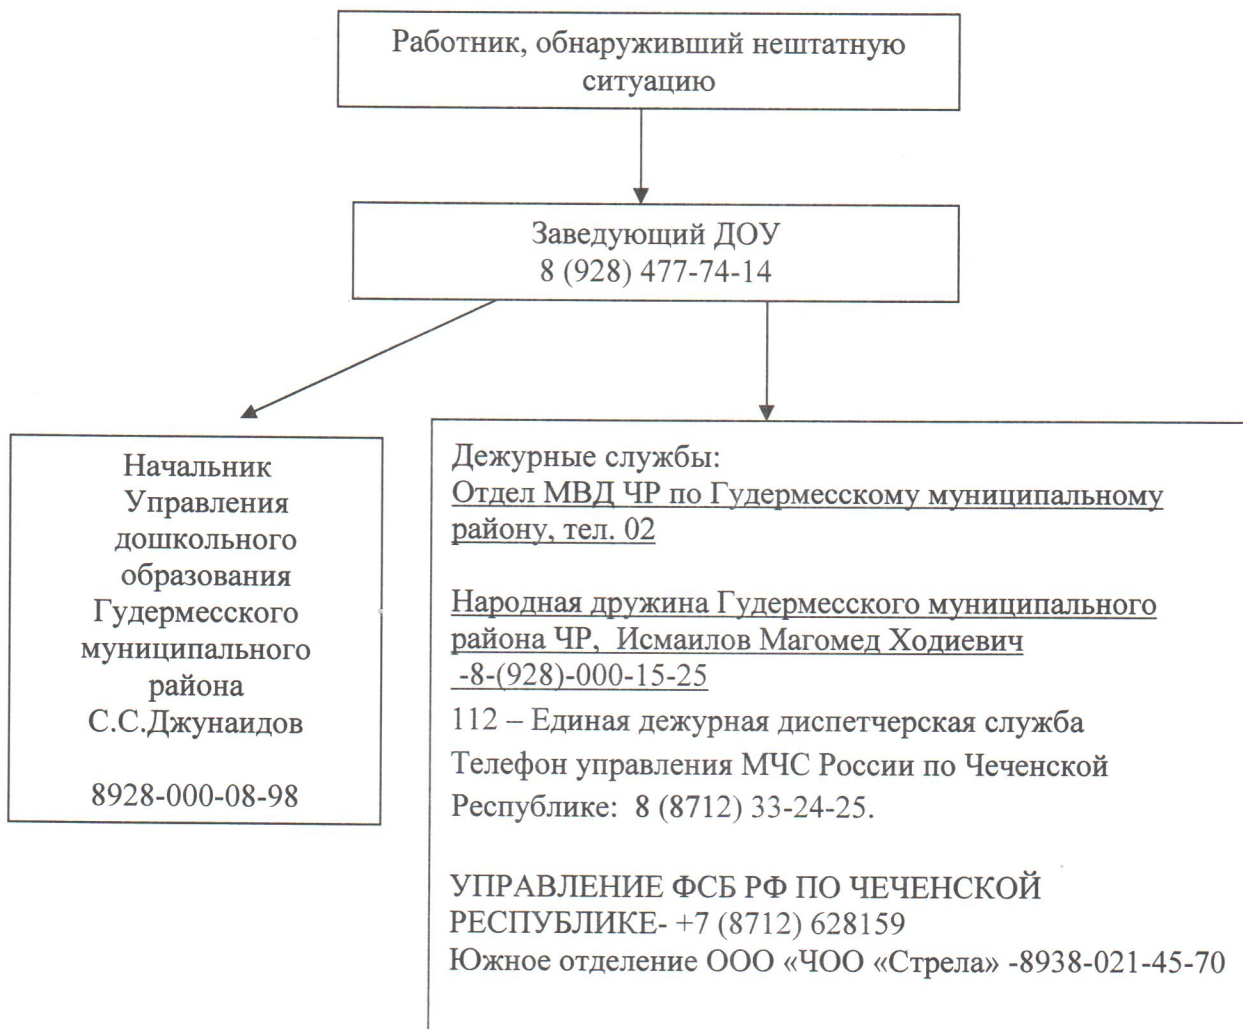 Работник, обнаруживший нештатную
ситуацию
Заведующий ДОУ
8 (928) 477-74-14
Начальник
Управления
дошкольного
образования
Гудермесского
муниципального
района
С.С.Джунаидов
8928-000-08-98
Дежурные службы:
Отдел МВД ЧР по Гудермесскому муниципальному
району, тел. 02
Народная дружина Гудермесского муниципального
района ЧР,  Исмаилов Магомед Ходиевич
-8-(928)-000-15-25
112 – Единая дежурная диспетчерская служба
Телефон управления МЧС России по Чеченской
Республике:  8 (8712) 33-24-25.
УПРАВЛЕНИЕ ФСБ РФ ПО ЧЕЧЕНСКОЙ
РЕСПУБЛИКЕ- +7 (8712) 628159
Южное отделение ООО «ЧОО «Стрела» -8938-021-45-70